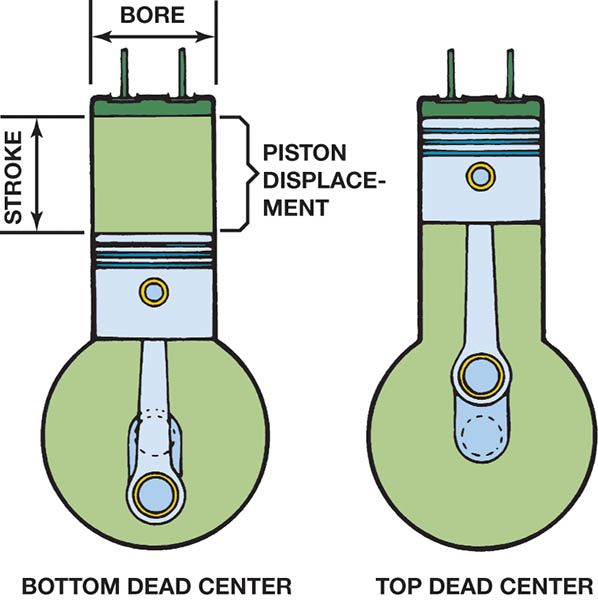 BORE
STROKE
PISTON
DISPLACE-
MENT
BOTTOM DEAD CENTER
TOP DEAD CENTER